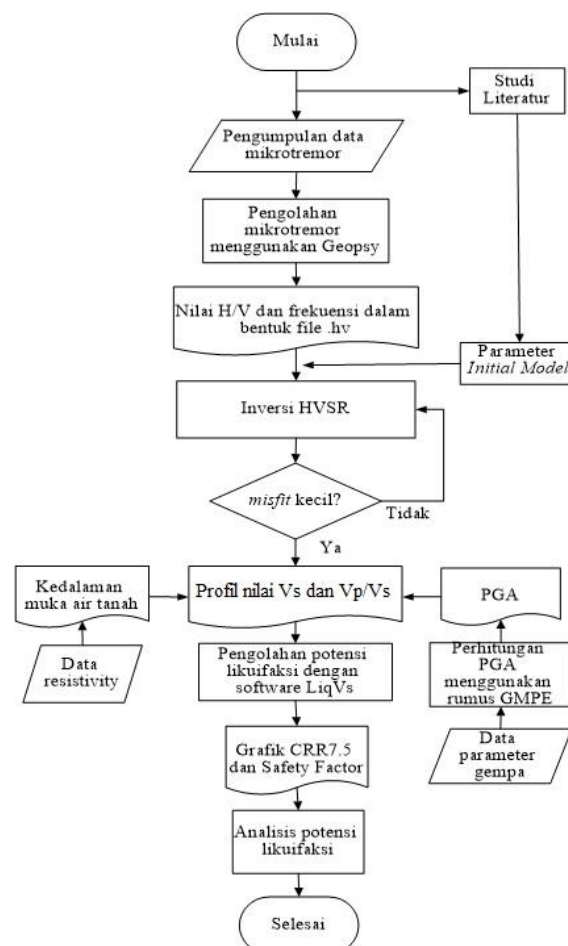 Mulai
Studi
Literatur
Pengumpulan data
mikrotremor
Pengolahan
mikrotremor
menggunakan Geopsy
Nilai H/V dan frekuensi dalam
bentuk file .hv
Parameter
Initial Model
Inversi HVSR
misfit kecil?
Tidak
Ya
Kedalaman
muka air tanah
Profil nilai Vs dan Vp/Vs
PGA
Data
resistivity
Pengolahan potensi
likuifaksi dengan
software LiqVs
Perhitungan
PGA
menggunakan
rumus GMPE
Grafik CRR7.5
dan Safety Factor
Data
parameter
gempa
Analisis potensi
likuifaksi
Selesai